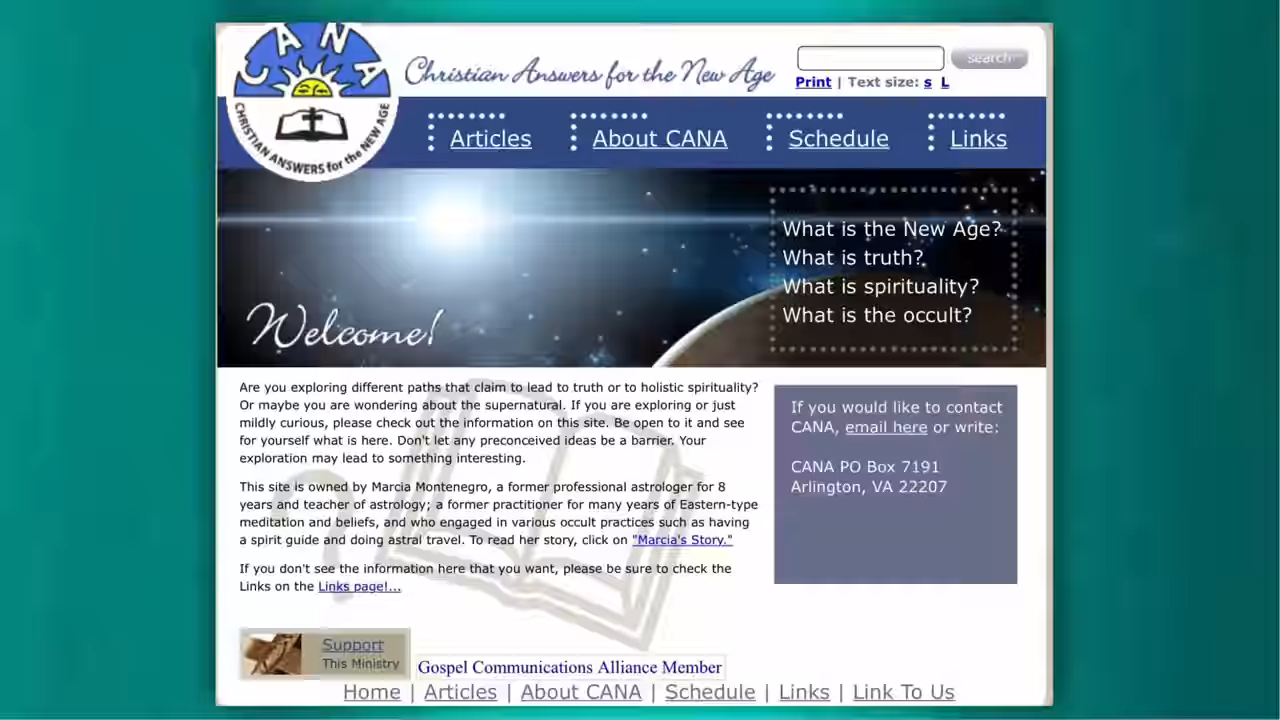 CANA
CHRISTIAN ANSWERS for the NEW AGE
Christian Answers for the New Age
search
Print | Text size: s L
Articles
About CANA
Schedule
Links
Welcome!
What is the New Age?
What is truth?
What is spirituality?
What is the occult?
Are you exploring different paths that claim to lead to truth or to holistic spirituality?
Or maybe you are wondering about the supernatural. If you are exploring or just
mildly curious, please check out the information on this site. Be open to it and see
for yourself what is here. Don't let any preconceived ideas be a barrier. Your
exploration may lead to something interesting.
This site is owned by Marcia Montenegro, a former professional astrologer for 8
years and teacher of astrology; a former practitioner for many years of Eastern-type
meditation and beliefs, and who engaged in various occult practices such as having
a spirit guide and doing astral travel. To read her story, click on "Marcia's Story."
If you don't see the information here that you want, please be sure to check the
Links on the Links page!...
If you would like to contact
CANA, email here or write:
CANA PO Box 7191
Arlington, VA 22207
Support
This Ministry
Gospel Communications Alliance Member
Home | Articles | About CANA | Schedule | Links | Link To Us